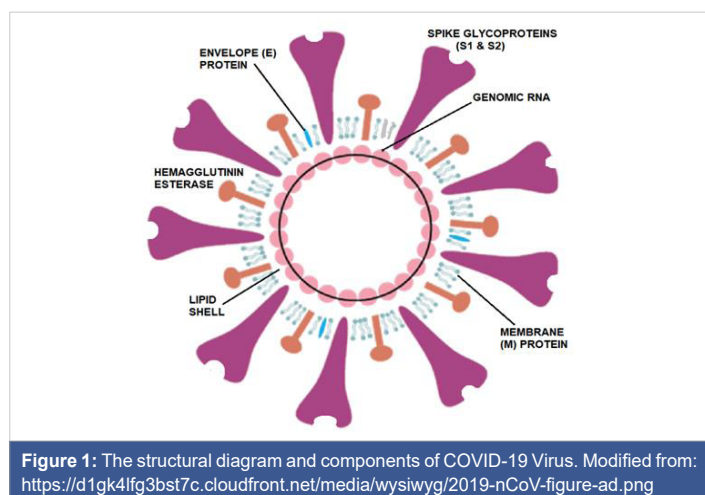 SPIKE GLYCOPROTEINS
(S1 & S2)
ENVELOPE (E)
PROTEIN
GENOMIC RNA
HEMAGGLUTININ
ESTERASE
LIPID
SHELL
MEMBRANE
(M) PROTEIN
Figure 1: The structural diagram and components of COVID-19 Virus. Modified from:
https://d1gk4lfg3bst7c.cloudfront.net/media/wysiwyg/2019-nCoV-figure-ad.png